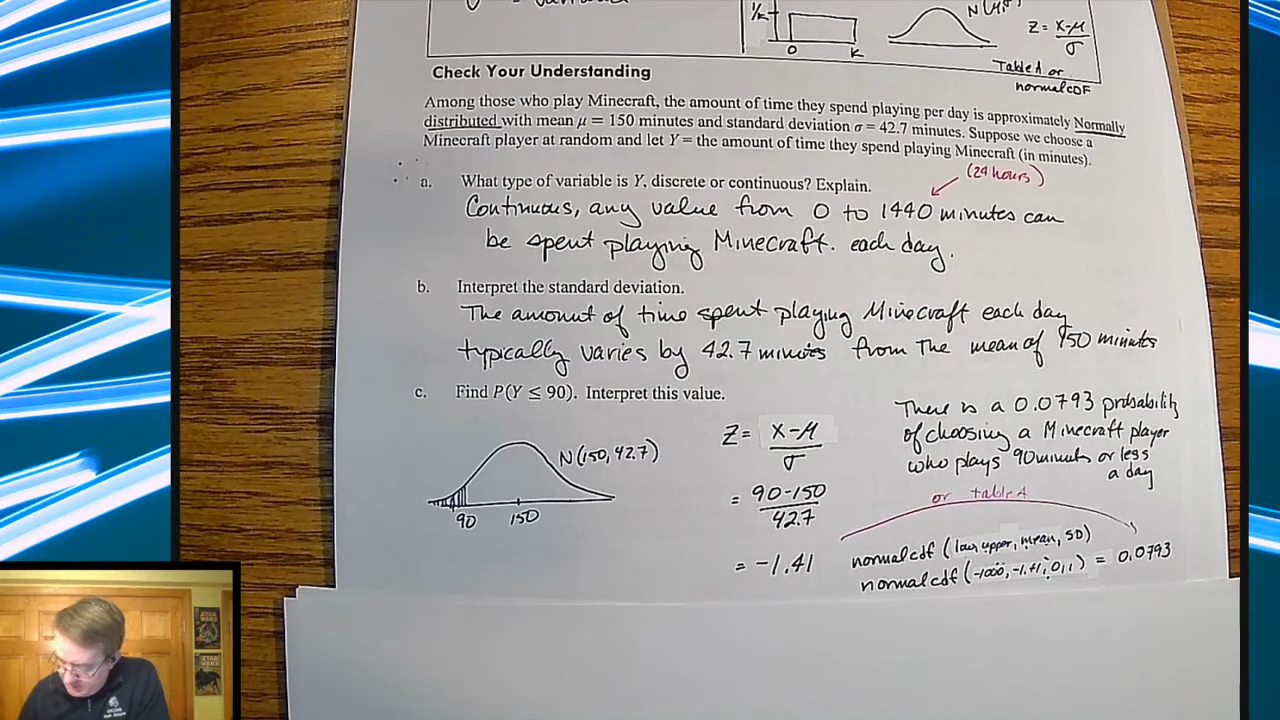 N(
1/k
0
k
Z = X-μ
σ
Table A or
normalCDF
Check Your Understanding
Among those who play Minecraft, the amount of time they spend playing per day is approximately Normally
distributed with mean μ = 150 minutes and standard deviation σ = 42.7 minutes. Suppose we choose a
Minecraft player at random and let Y = the amount of time they spend playing Minecraft (in minutes).
(24 hours)
a. What type of variable is Y, discrete or continuous? Explain.
Continuous, any value from 0 to 1440 minutes can
be spent playing Minecraft. each day.
b. Interpret the standard deviation.
The amount of time spent playing Minecraft each day
typically varies by 42.7 minutes from the mean of 150 minutes
c. Find P(Y ≤ 90). Interpret this value.
N(150, 42.7)
90
150
Z = X-μ
σ
= 90-150
42.7
= -1.41
There is a 0.0793 probability
of choosing a Minecraft player
who plays 90 minutes or less
a day
or table A
normalcdf (low, upper, mean, SD)
normalcdf (-1000, -1.41, 0, 1) = 0.0793
STAR
WARS
STAR
WARS